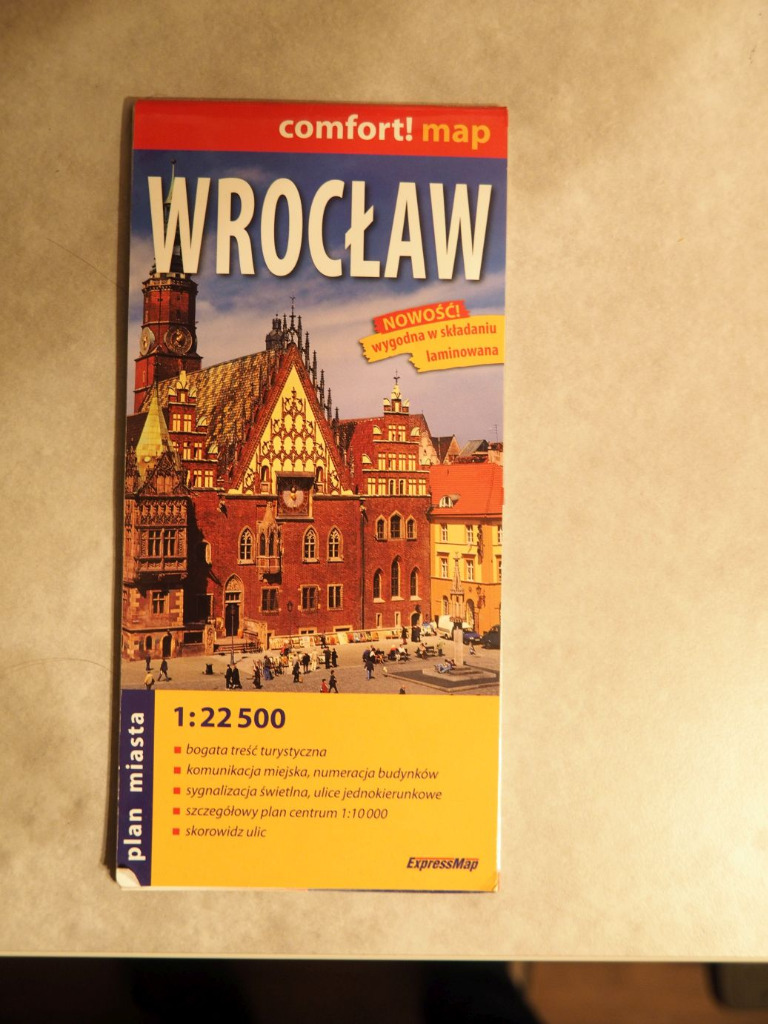 comfort! map
WROCŁAW
NOWOŚĆ!
wygodna w składaniu
laminowana
plan miasta
1:22 500
bogata treść turystyczna
komunikacja miejska, numeracja budynków
sygnalizacja świetlna, ulice jednokierunkowe
szczegółowy plan centrum 1:10 000
skorowidz ulic
ExpressMap